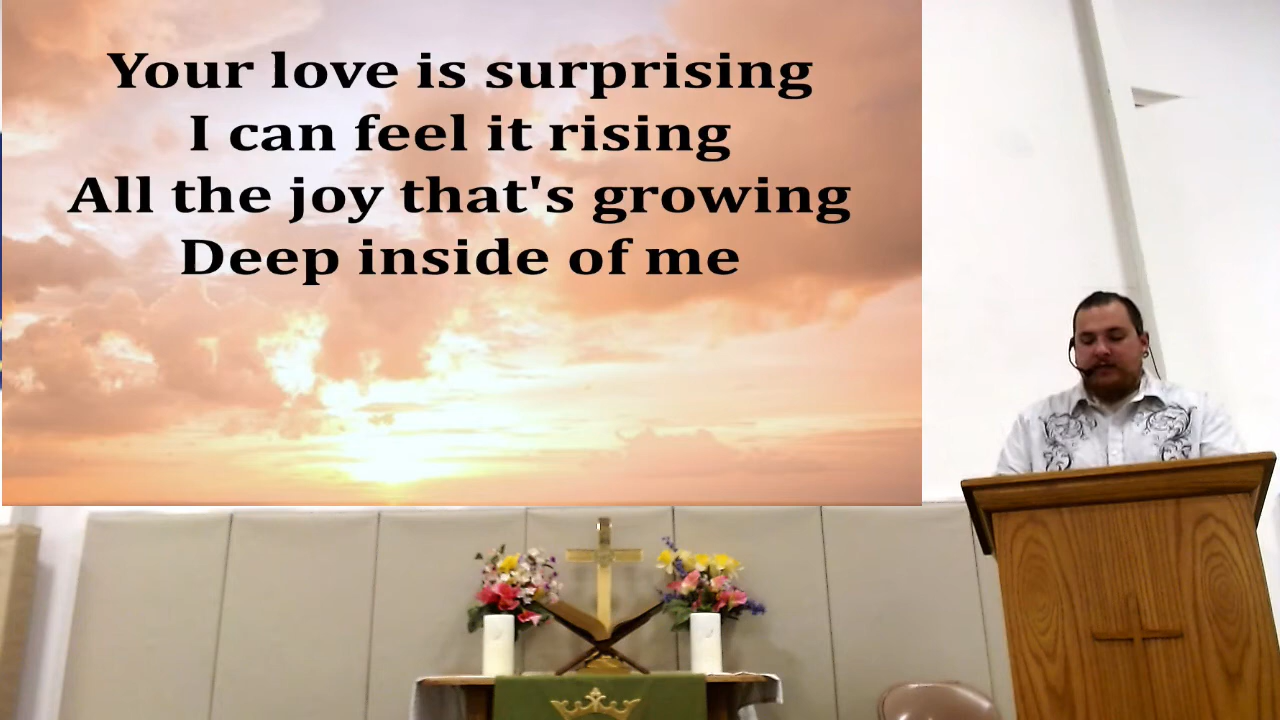 Your love is surprising
I can feel it rising
All the joy that's growing
Deep inside of me